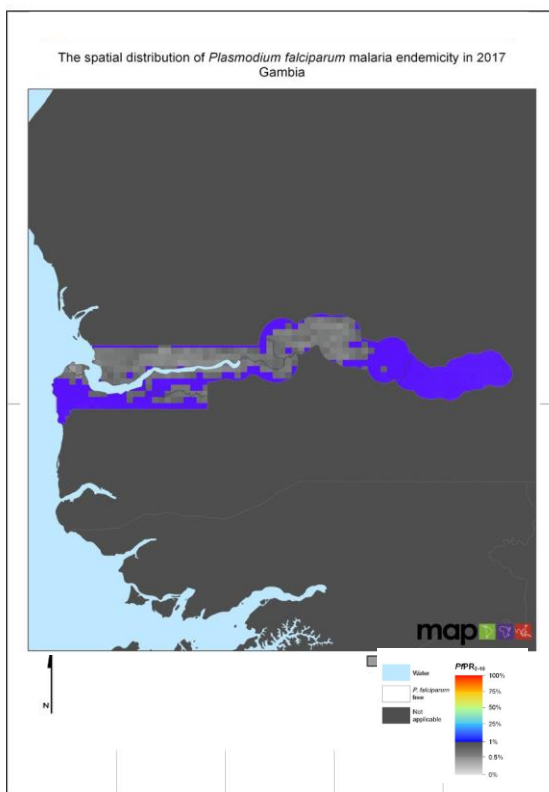 The spatial distribution of Plasmodium falciparum malaria endemicity in 2017
Gambia
map
N
Water
P. falciparum
free
Not
applicable
PfPR2-10
100%
75%
50%
25%
1%
0.5%
0%